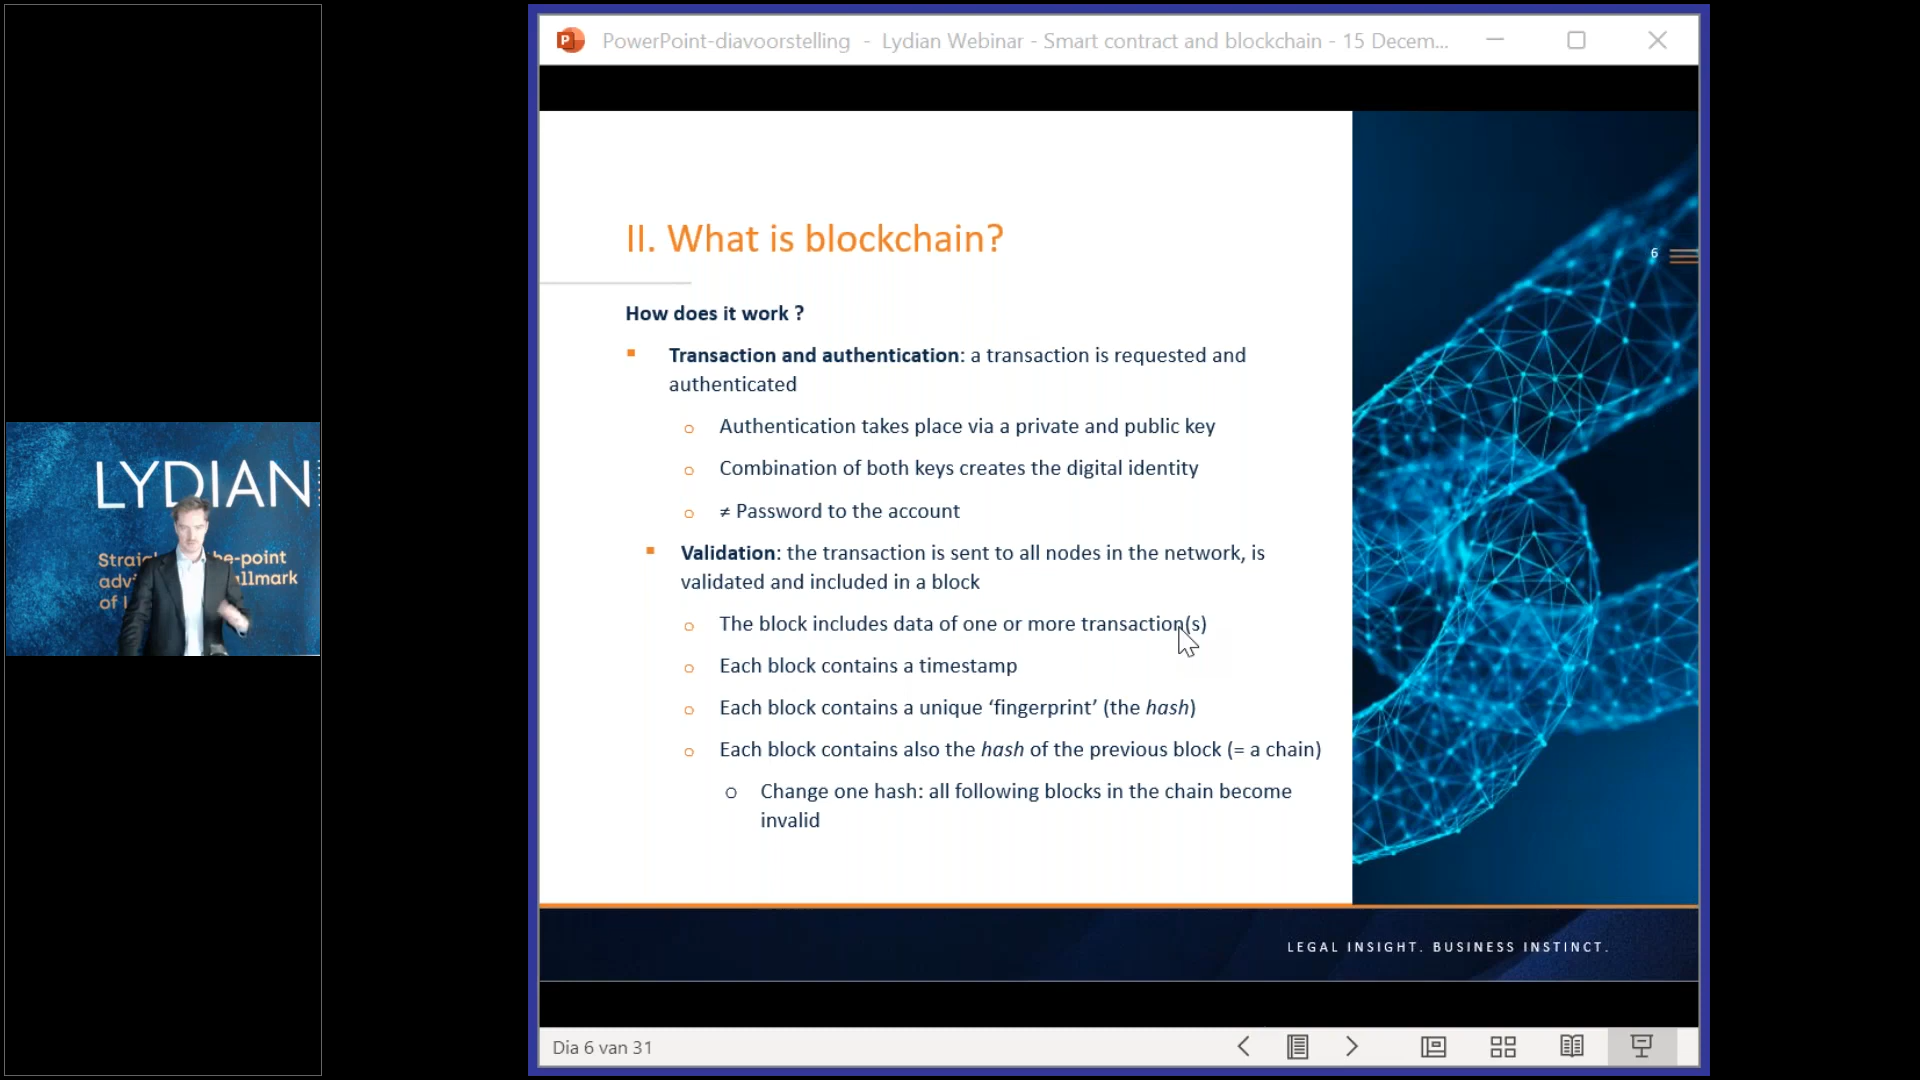 PowerPoint-diavoorstelling - Lydian Webinar - Smart contract and blockchain - 15 Decem...
II. What is blockchain?
6
How does it work ?
Transaction and authentication: a transaction is requested and
authenticated
Authentication takes place via a private and public key
Combination of both keys creates the digital identity
≠ Password to the account
Validation: the transaction is sent to all nodes in the network, is
validated and included in a block
The block includes data of one or more transaction(s)
Each block contains a timestamp
Each block contains a unique ‘fingerprint’ (the hash)
Each block contains also the hash of the previous block (= a chain)
Change one hash: all following blocks in the chain become
invalid
LEGAL INSIGHT. BUSINESS INSTINCT.
Dia 6 van 31
LYDIAN